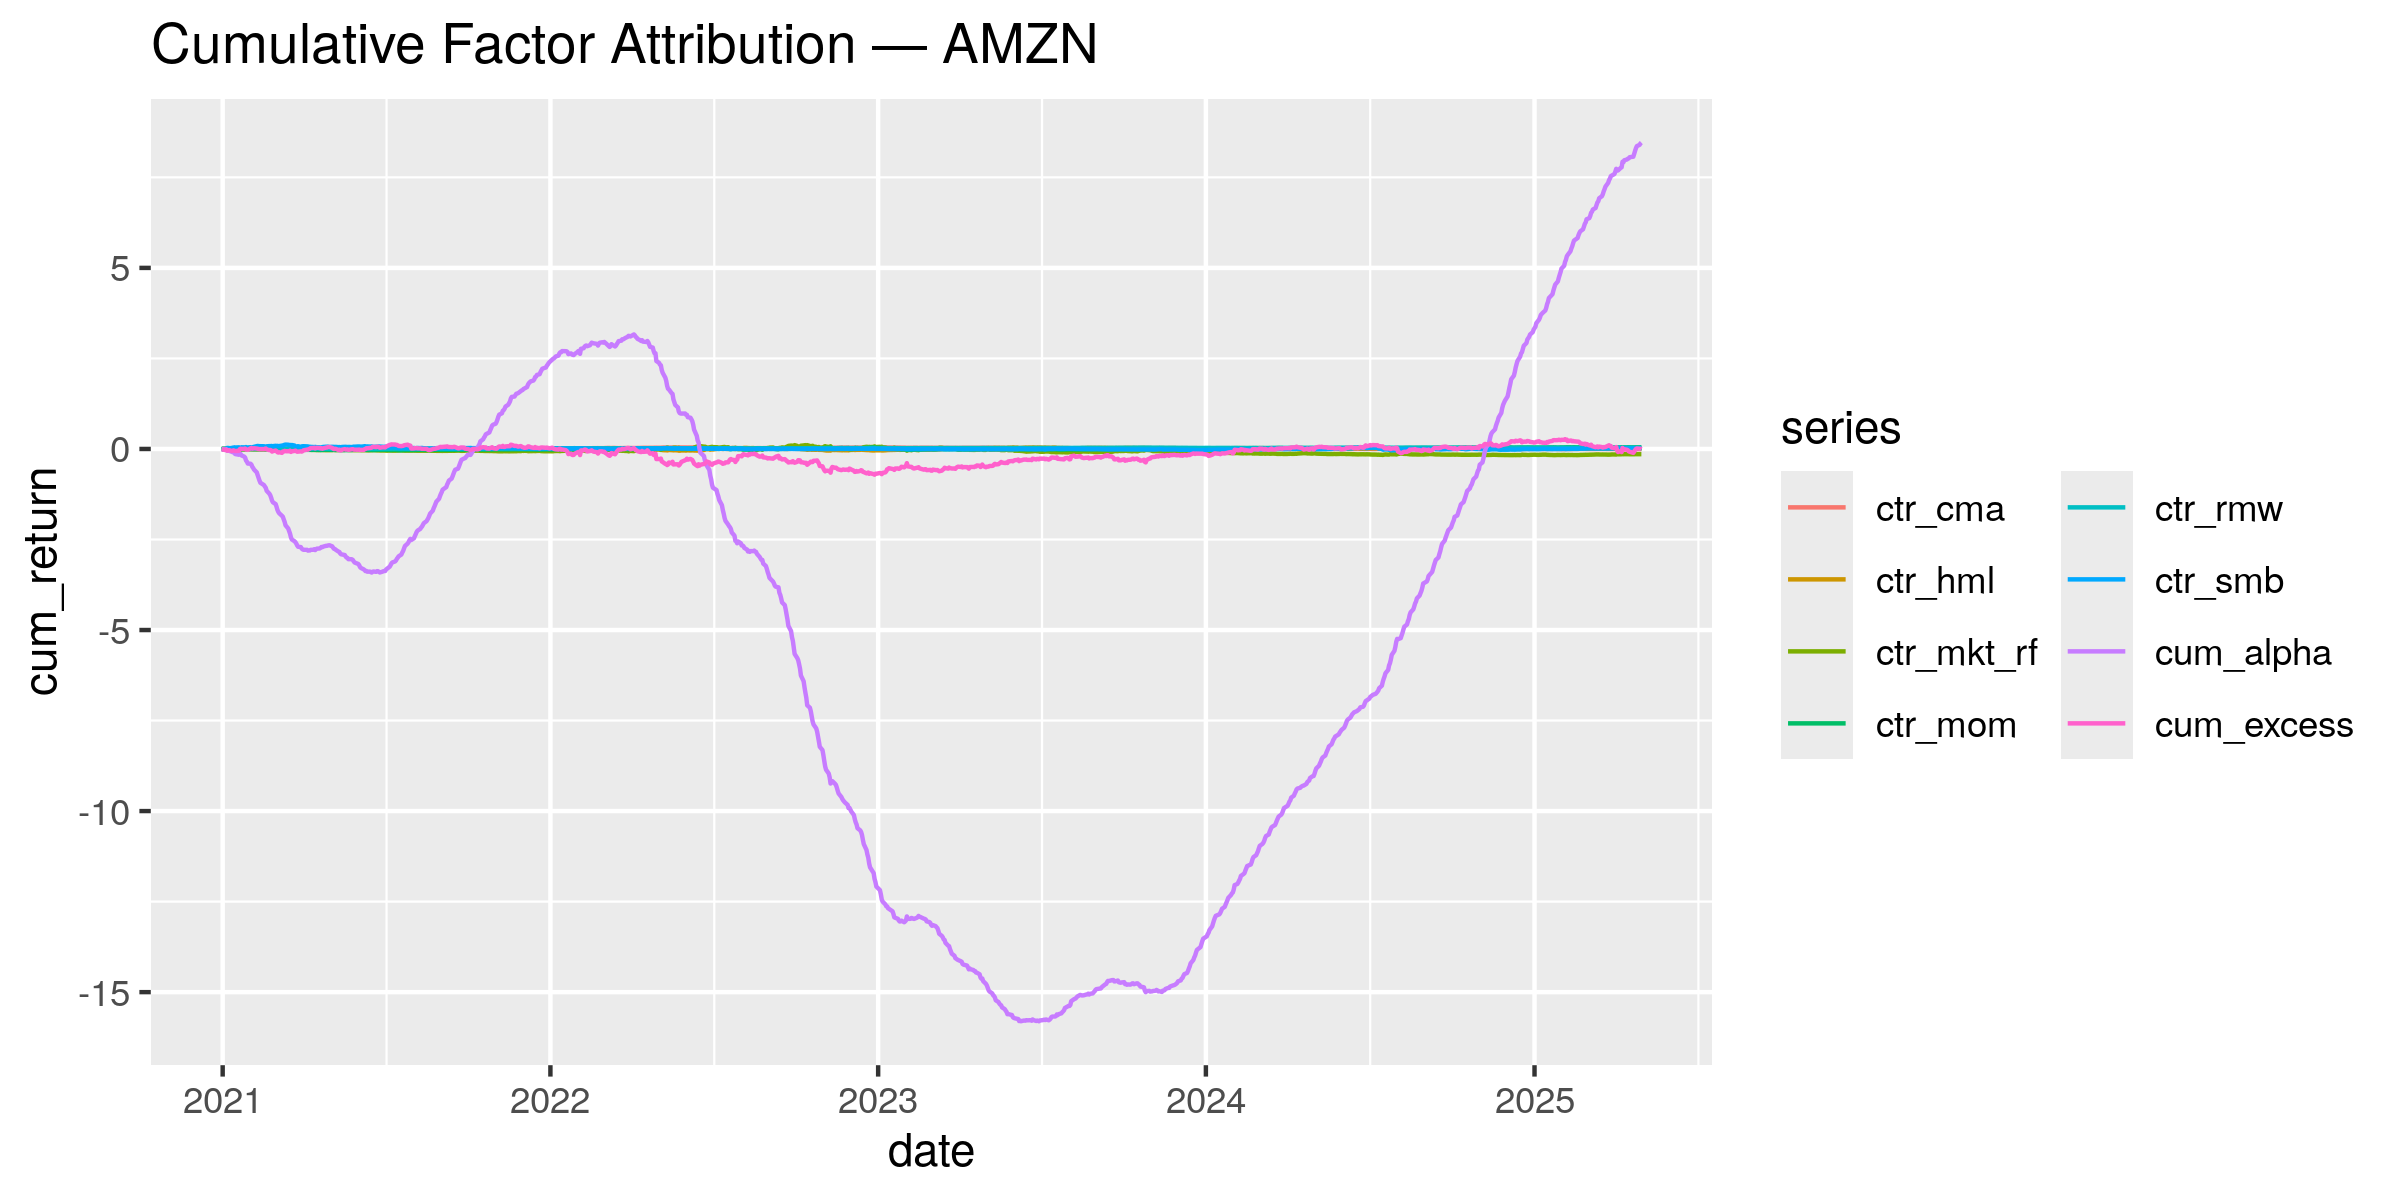 Cumulative Factor Attribution — AMZN
cum_return
5
0
-5
-10
-15
2021
2022
2023
2024
2025
date
series
ctr_cma
ctr_hml
ctr_mkt_rf
ctr_mom
ctr_rmw
ctr_smb
cum_alpha
cum_excess